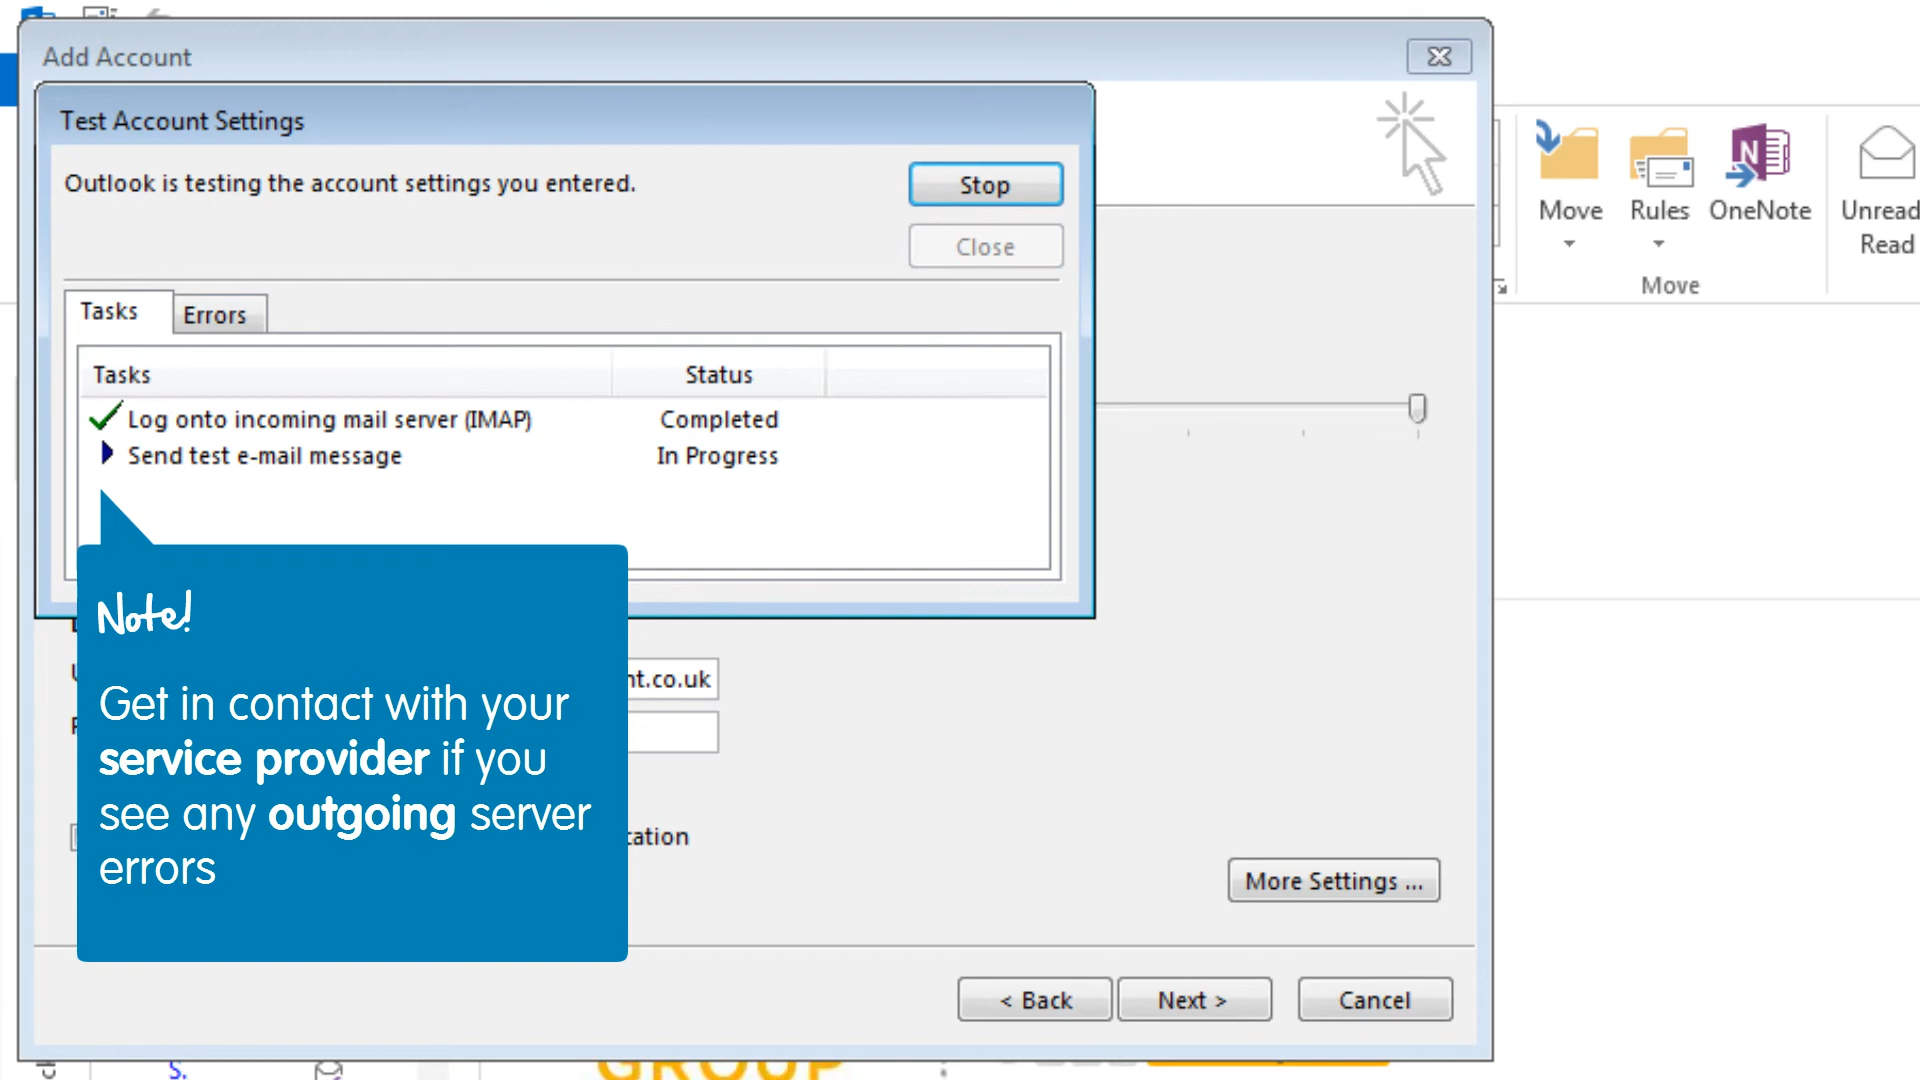 Add Account
Test Account Settings
Outlook is testing the account settings you entered.
Stop
Close
Tasks
Errors
Tasks Status
Log onto incoming mail server (IMAP) Completed
Send test e-mail message In Progress
Note!
Get in contact with your
service provider if you
see any outgoing server
errors
nt.co.uk
More Settings ...
< Back
Next >
Cancel
Move
Rules
OneNote
Unread
Read
Move
GROUP
S.